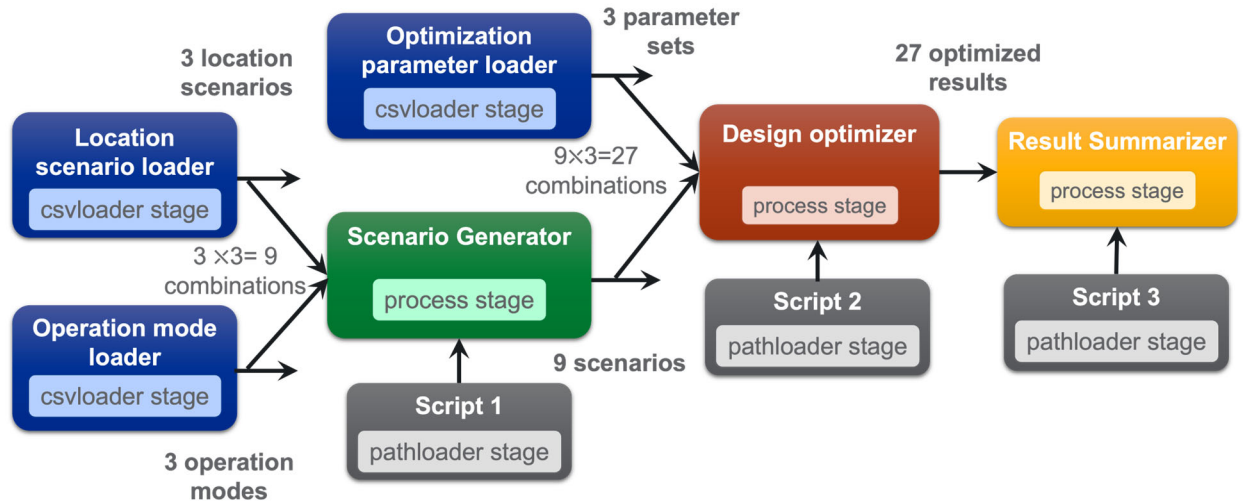 3 location
scenarios
Optimization
parameter loader
csvloader stage
3 parameter
sets
27 optimized
results
Location
scenario loader
csvloader stage
9×3=27
combinations
Design optimizer
process stage
Result Summarizer
process stage
3 ×3= 9
combinations
Scenario Generator
process stage
Operation mode
loader
csvloader stage
9 scenarios
Script 1
pathloader stage
Script 2
pathloader stage
Script 3
pathloader stage
3 operation
modes